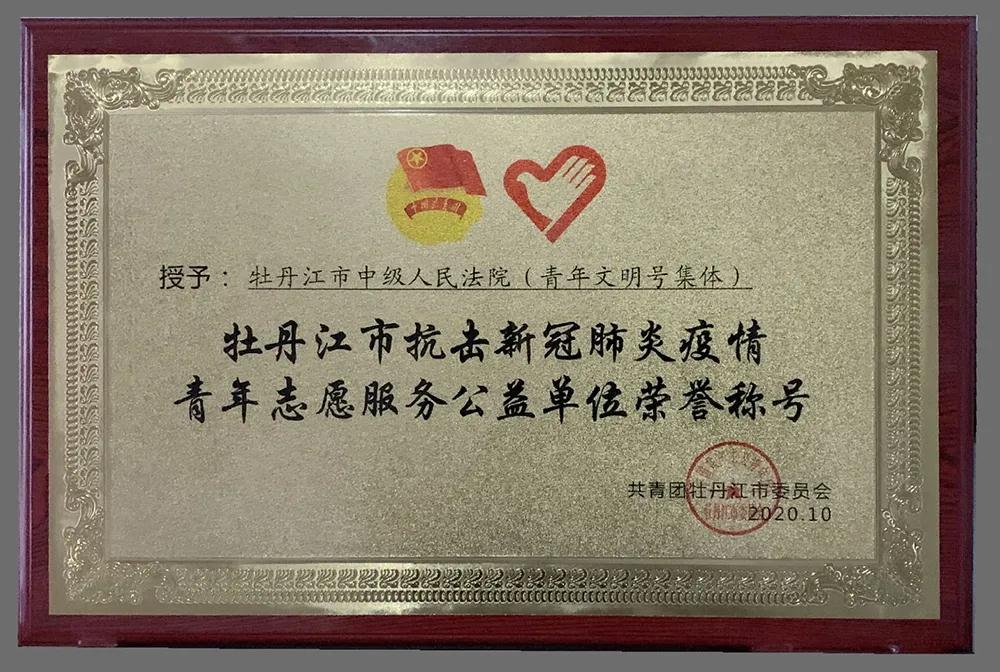 授予：牡丹江市中级人民法院（青年文明号集体）
牡丹江市抗击新冠肺炎疫情
青年志愿服务公益单位荣誉称号
共青团牡丹江市委员会
2020.10